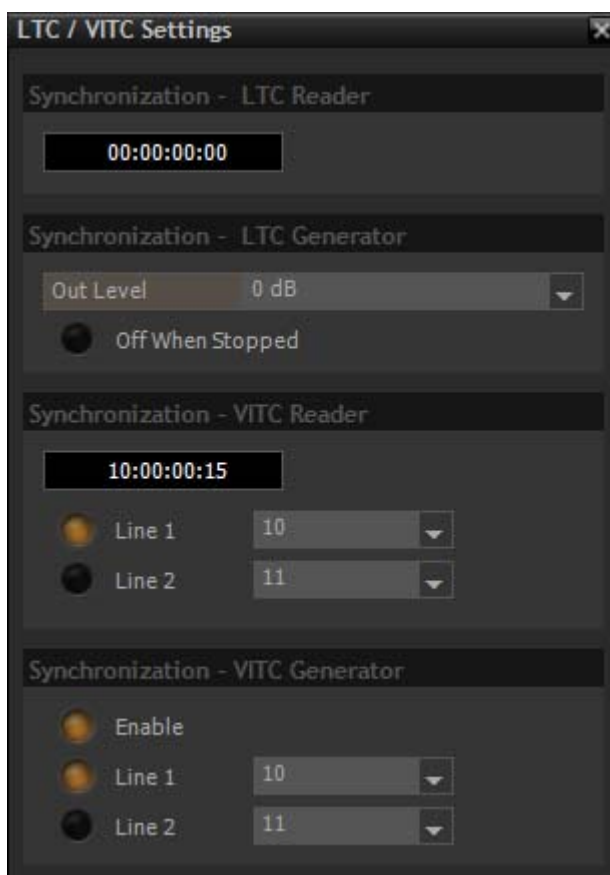 LTC / VITC Settings
Synchronization - LTC Reader
00:00:00:00
Synchronization - LTC Generator
Out Level 0 dB
Off When Stopped
Synchronization - VITC Reader
10:00:00:15
Line 1 10
Line 2 11
Synchronization - VITC Generator
Enable
Line 1 10
Line 2 11